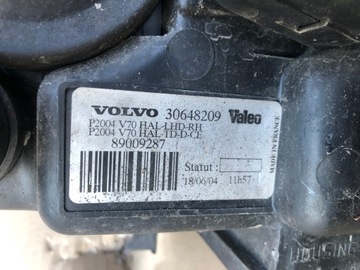 VOLVO 30648209 Valeo
P2004 V70 HAL-LHD-RH
P2004 V70 HAL-TD-D-CE
89009287
Statut :
18/06/04 11h57
MADE IN FRANCE
HOUSING